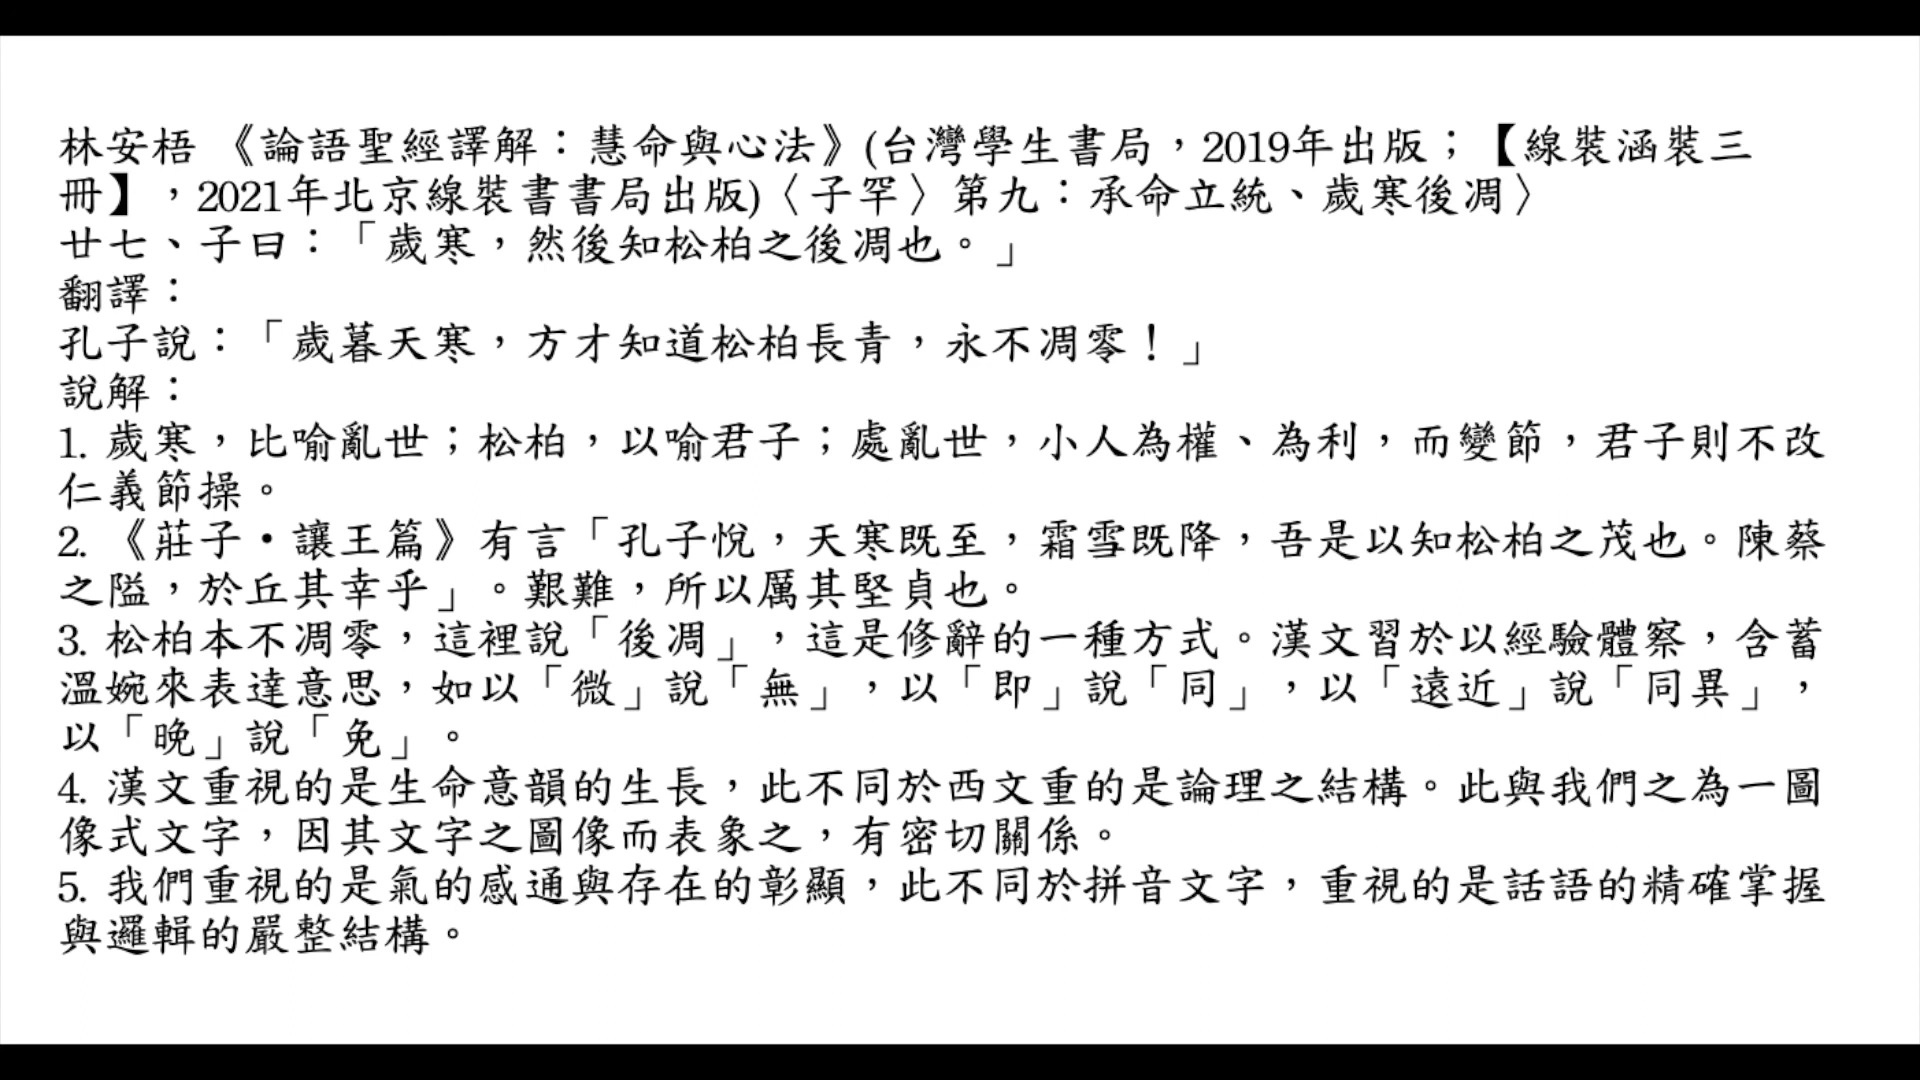 林安梧 《論語聖經譯解：慧命與心法》(台灣學生書局，2019年出版；【線裝涵裝三
冊】，2021年北京線裝書書局出版)〈子罕〉第九：承命立統、歲寒後凋〉
廿七、子曰：「歲寒，然後知松柏之後凋也。」
翻譯：
孔子說：「歲暮天寒，方才知道松柏長青，永不凋零！」
說解：
1. 歲寒，比喻亂世；松柏，以喻君子；處亂世，小人為權、為利，而變節，君子則不改
仁義節操。
2. 《莊子·讓王篇》有言「孔子悅，天寒既至，霜雪既降，吾是以知松柏之茂也。陳蔡
之隘，於丘其幸乎」。艱難，所以厲其堅貞也。
3. 松柏本不凋零，這裡說「後凋」，這是修辭的一種方式。漢文習於以經驗體察，含蓄
溫婉來表達意思，如以「微」說「無」，以「即」說「同」，以「遠近」說「同異」，
以「晚」說「免」。
4. 漢文重視的是生命意韻的生長，此不同於西文重的是論理之結構。此與我們之為一圖
像式文字，因其文字之圖像而表象之，有密切關係。
5. 我們重視的是氣的感通與存在的彰顯，此不同於拼音文字，重視的是話語的精確掌握
與邏輯的嚴整結構。